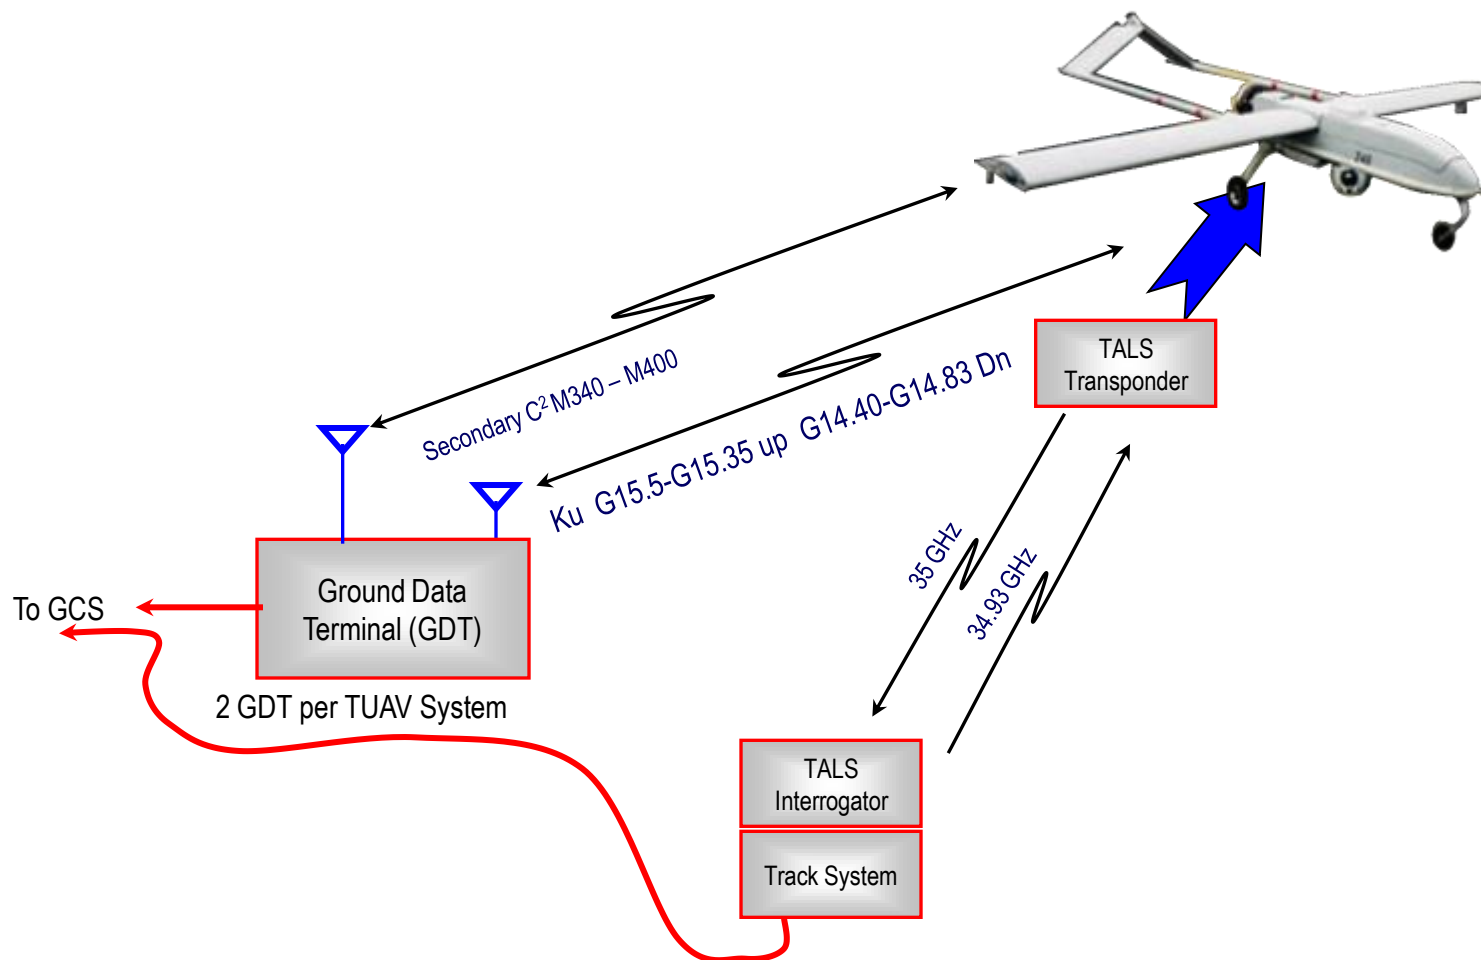 TALS
Transponder
Secondary C² M340 – M400
Ku G15.5-G15.35 up G14.40-G14.83 Dn
35 GHz
34.93 GHz
Ground Data
Terminal (GDT)
To GCS
2 GDT per TUAV System
TALS
Interrogator
Track System